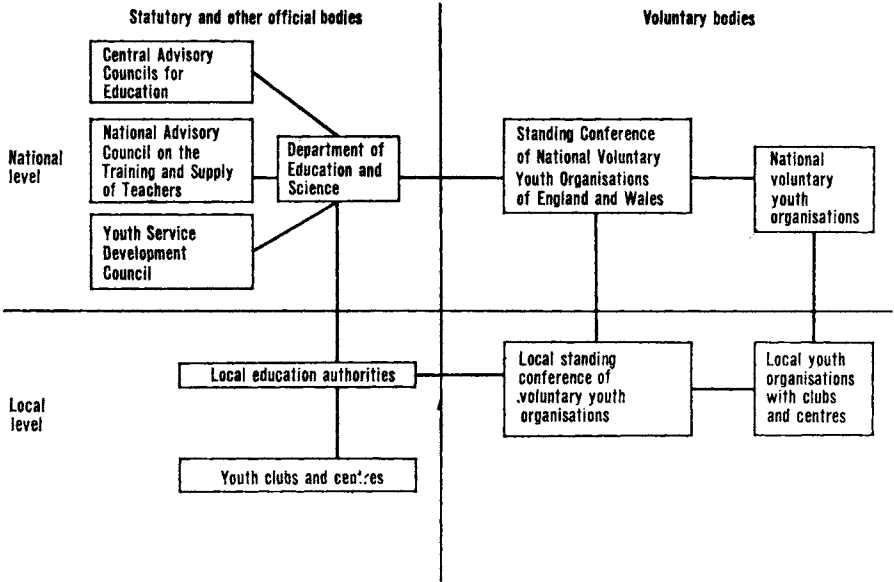 Statutory and other official bodies
Voluntary bodies
National
level
Central Advisory
Councils for
Education
National Advisory
Council on the
Training and Supply
of Teachers
Youth Service
Development
Council
Department of
Education and
Science
Standing Conference
of National Voluntary
Youth Organisations
of England and Wales
National
voluntary
youth
organisations
Local
level
Local education authorities
Youth clubs and centres
Local standing
conference of
voluntary youth
organisations
Local youth
organisations
with clubs
and centres